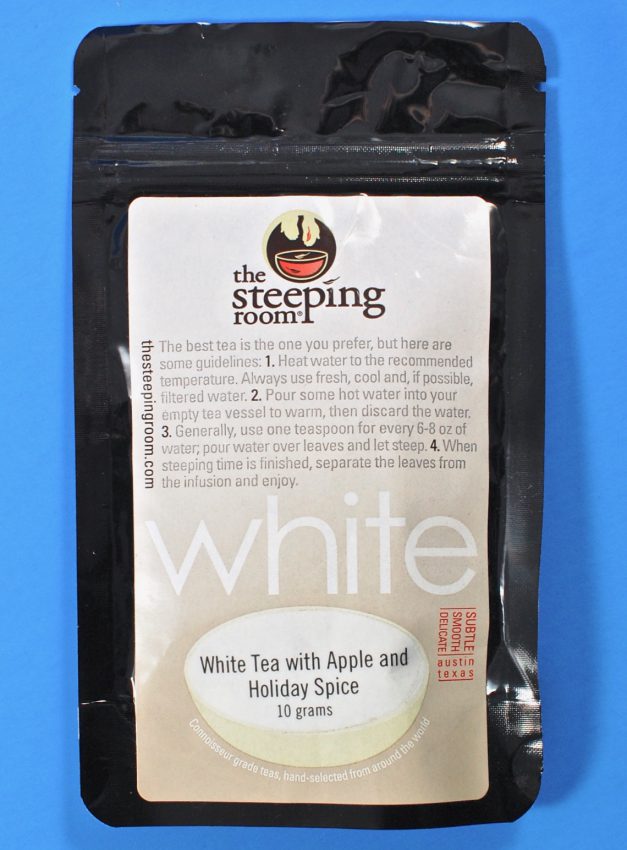 the
steeping
room®
thesteepingroom.com
The best tea is the one you prefer, but here are
some guidelines: 1. Heat water to the recommended
temperature. Always use fresh, cool and, if possible,
filtered water. 2. Pour some hot water into your
empty tea vessel to warm, then discard the water.
3. Generally, use one teaspoon for every 6-8 oz of
water; pour water over leaves and let steep. 4. When
steeping time is finished, separate the leaves from
the infusion and enjoy.
white
SUBTLE
SMOOTH
DELICATE
austin
texas
White Tea with Apple and
Holiday Spice
10 grams
Connoisseur grade teas, hand-selected from around the world